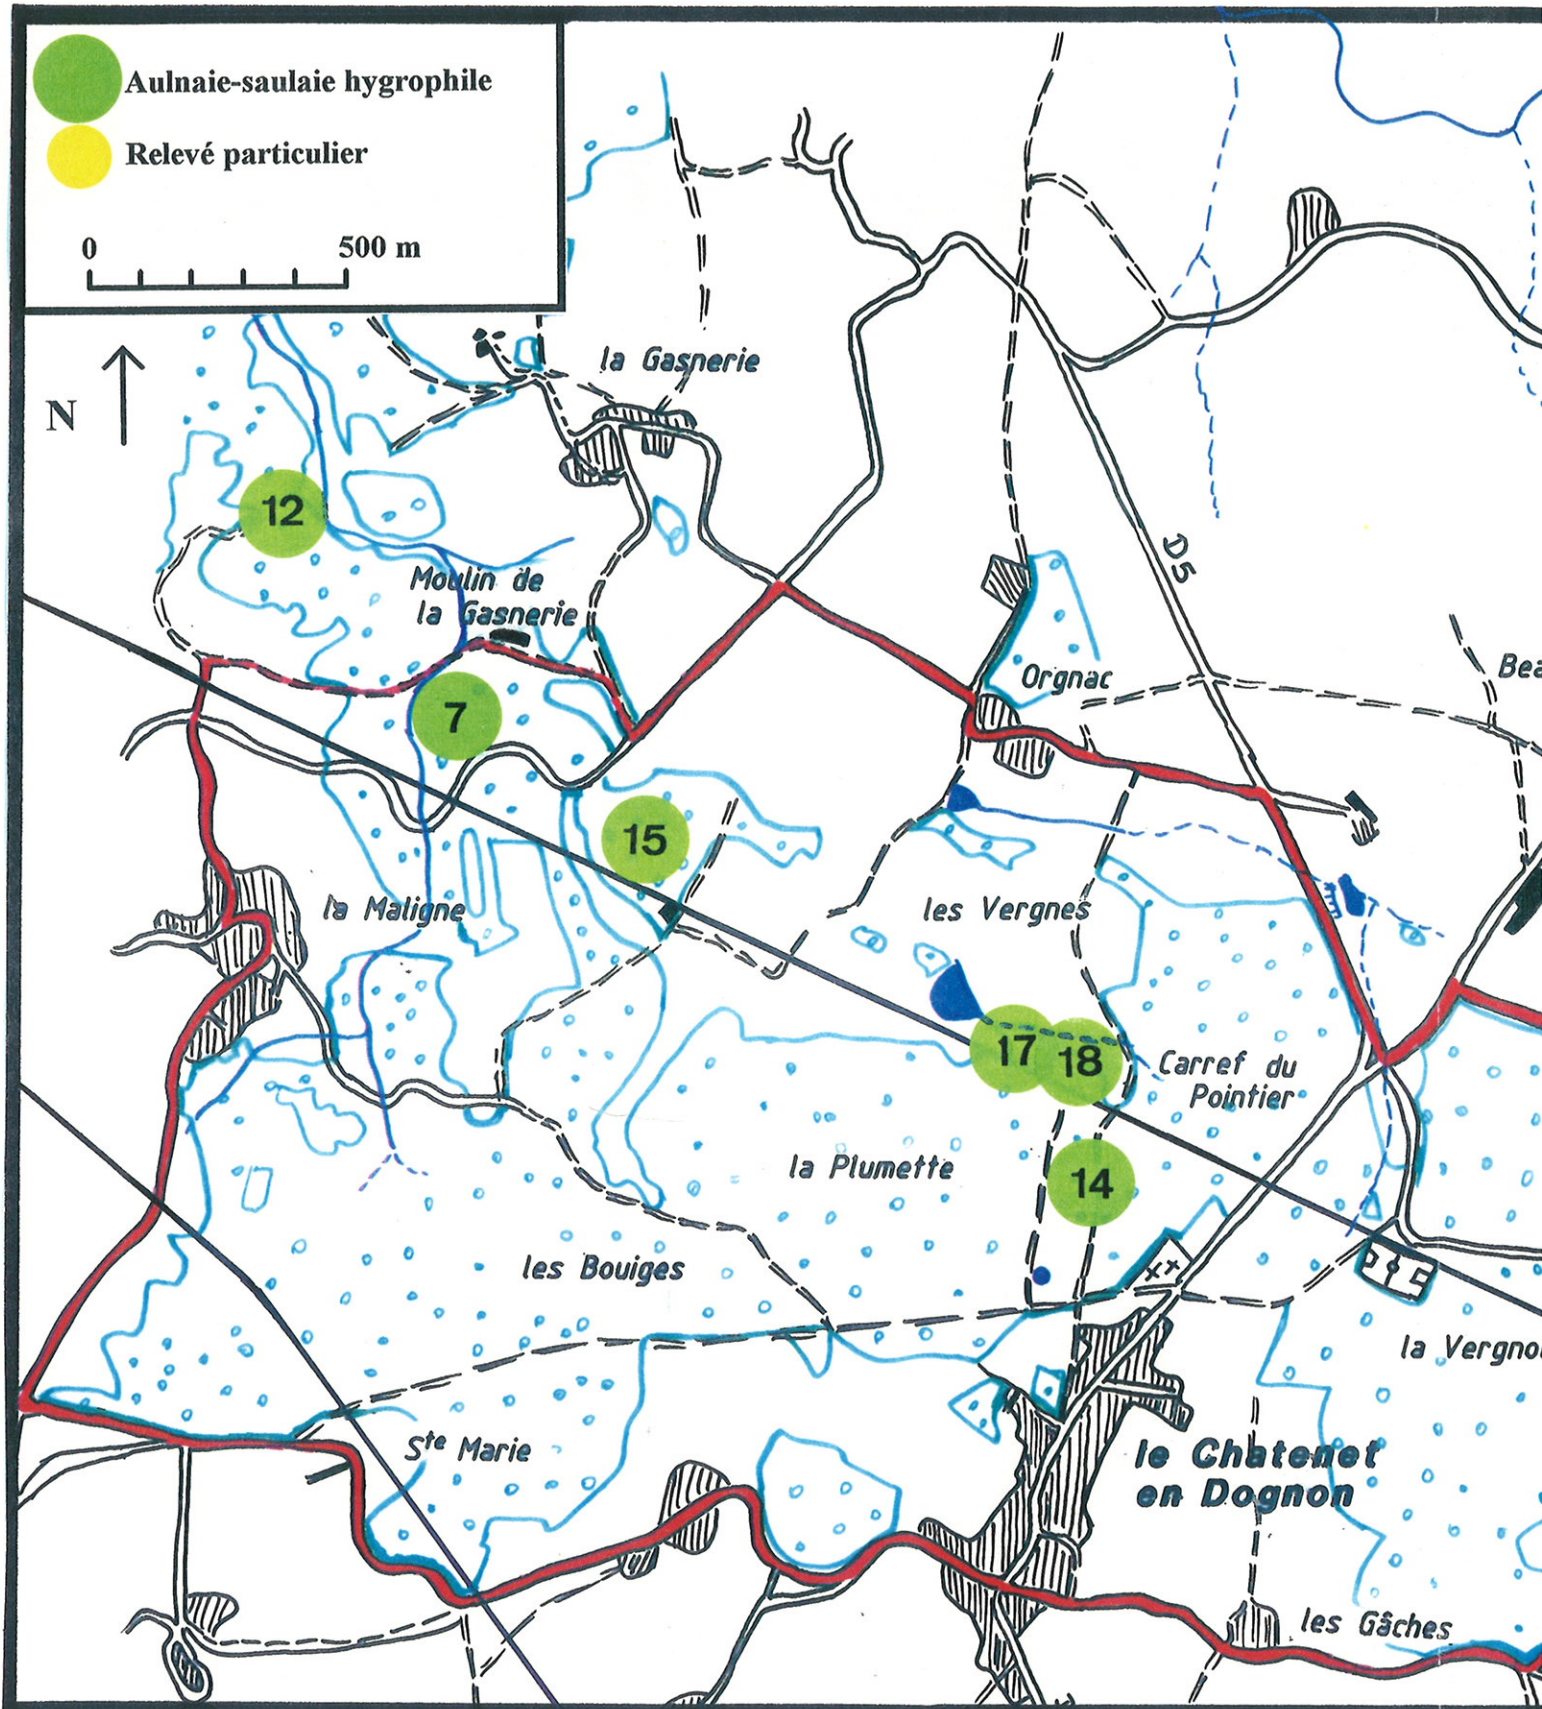 Aulnaie-saulaie hygrophile
Relevé particulier
0 500 m
N
la Gasnerie
12
Moulin de
la Gasnerie
D5
Orgnac
7
15
la Maligne
les Vergnes
17
18
Carref du
Pointier
la Plumette
14
les Bouiges
Ste Marie
le Chatenet
en Dognon
les Gâches